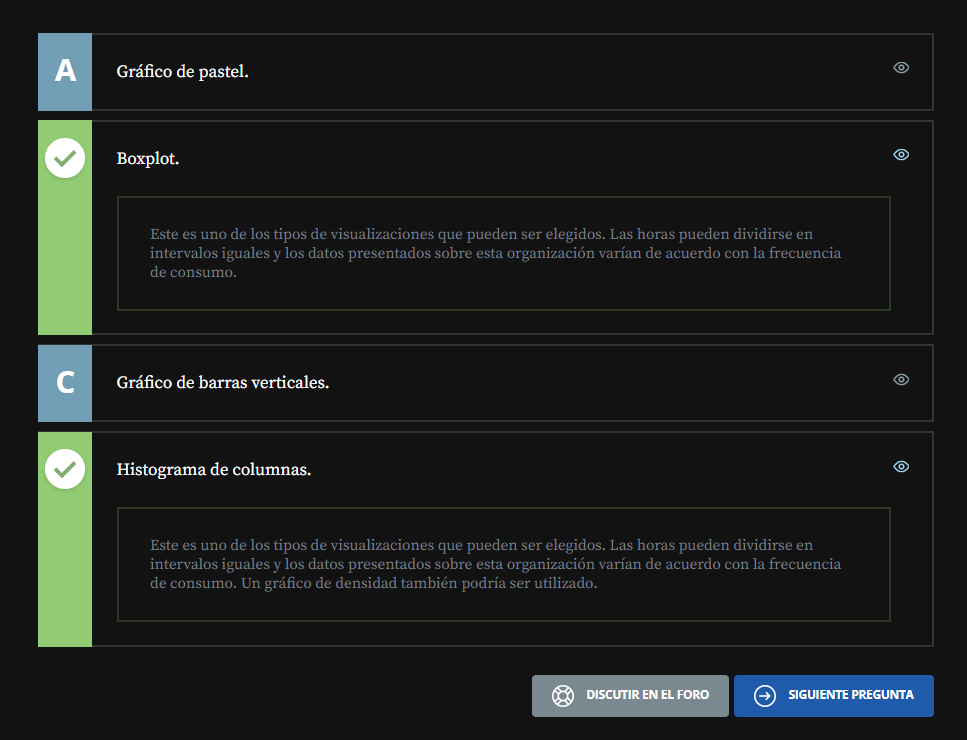 A
Gráfico de pastel.
Boxplot.
Este es uno de los tipos de visualizaciones que pueden ser elegidos. Las horas pueden dividirse en
intervalos iguales y los datos presentados sobre esta organización varían de acuerdo con la frecuencia
de consumo.
C
Gráfico de barras verticales.
Histograma de columnas.
Este es uno de los tipos de visualizaciones que pueden ser elegidos. Las horas pueden dividirse en
intervalos iguales y los datos presentados sobre esta organización varían de acuerdo con la frecuencia
de consumo. Un gráfico de densidad también podría ser utilizado.
DISCUTIR EN EL FORO
SIGUIENTE PREGUNTA